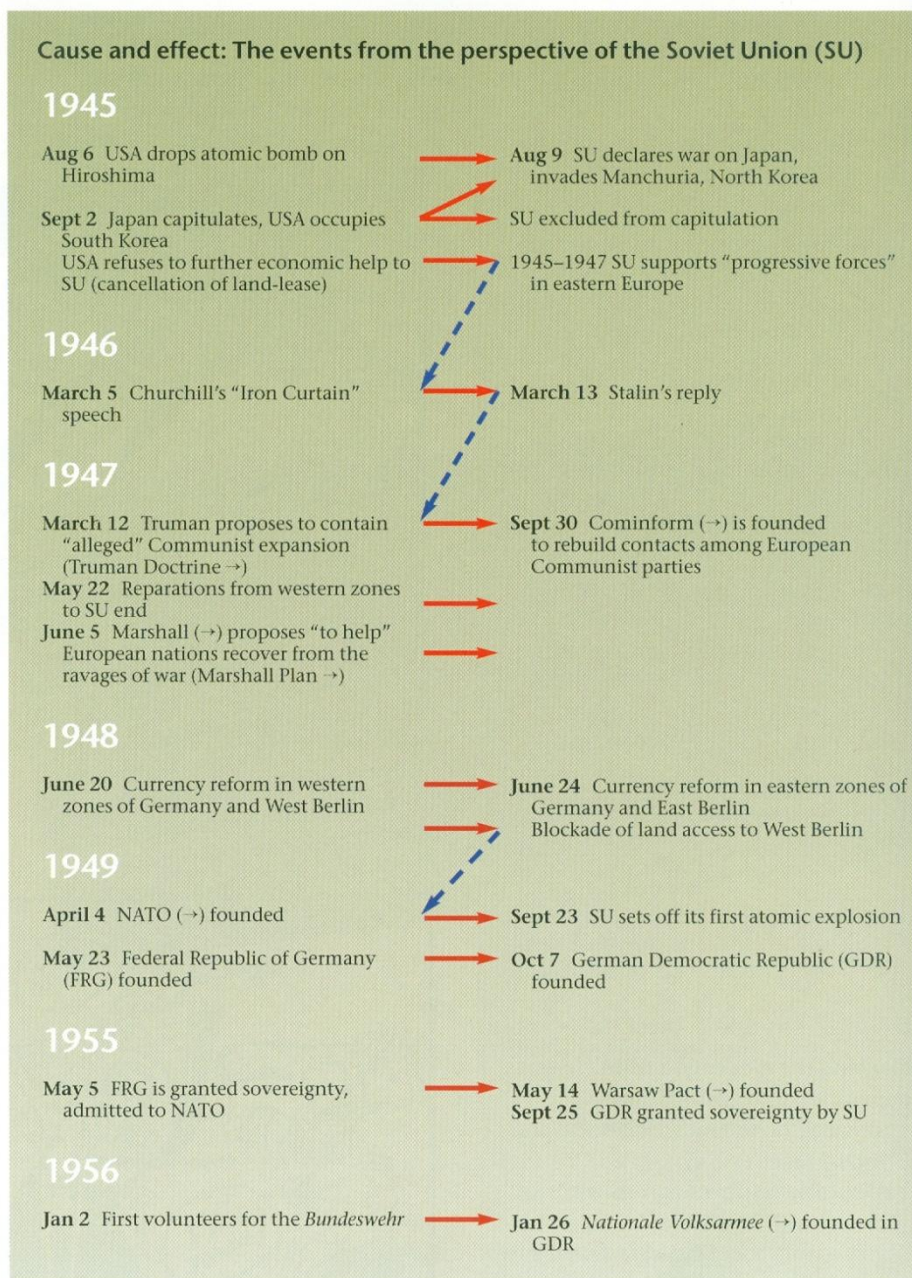 Cause and effect: The events from the perspective of the Soviet Union (SU)
1945
Aug 6 USA drops atomic bomb on
Hiroshima
Aug 9 SU declares war on Japan,
invades Manchuria, North Korea
Sept 2 Japan capitulates, USA occupies
South Korea
SU excluded from capitulation
USA refuses to further economic help to
SU (cancellation of land-lease)
1945–1947 SU supports “progressive forces”
in eastern Europe
1946
March 5 Churchill’s “Iron Curtain”
speech
March 13 Stalin’s reply
1947
March 12 Truman proposes to contain
“alleged” Communist expansion
(Truman Doctrine →)
Sept 30 Cominform (→) is founded
to rebuild contacts among European
Communist parties
May 22 Reparations from western zones
to SU end
June 5 Marshall (→) proposes “to help”
European nations recover from the
ravages of war (Marshall Plan →)
1948
June 20 Currency reform in western
zones of Germany and West Berlin
June 24 Currency reform in eastern zones of
Germany and East Berlin
Blockade of land access to West Berlin
1949
April 4 NATO (→) founded
Sept 23 SU sets off its first atomic explosion
May 23 Federal Republic of Germany
(FRG) founded
Oct 7 German Democratic Republic (GDR)
founded
1955
May 5 FRG is granted sovereignty,
admitted to NATO
May 14 Warsaw Pact (→) founded
Sept 25 GDR granted sovereignty by SU
1956
Jan 2 First volunteers for the Bundeswehr
Jan 26 Nationale Volksarmee (→) founded in
GDR